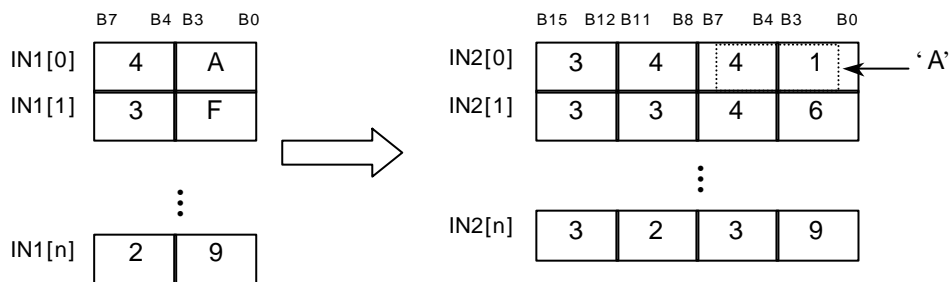 B7 B4 B3 B0 B15 B12 B11 B8 B7 B4 B3 B0
IN1[0] 4 A IN2[0] 3 4 4 1 ‘A’
IN1[1] 3 F IN2[1] 3 3 4 6
IN1[n] 2 9 IN2[n] 3 2 3 9